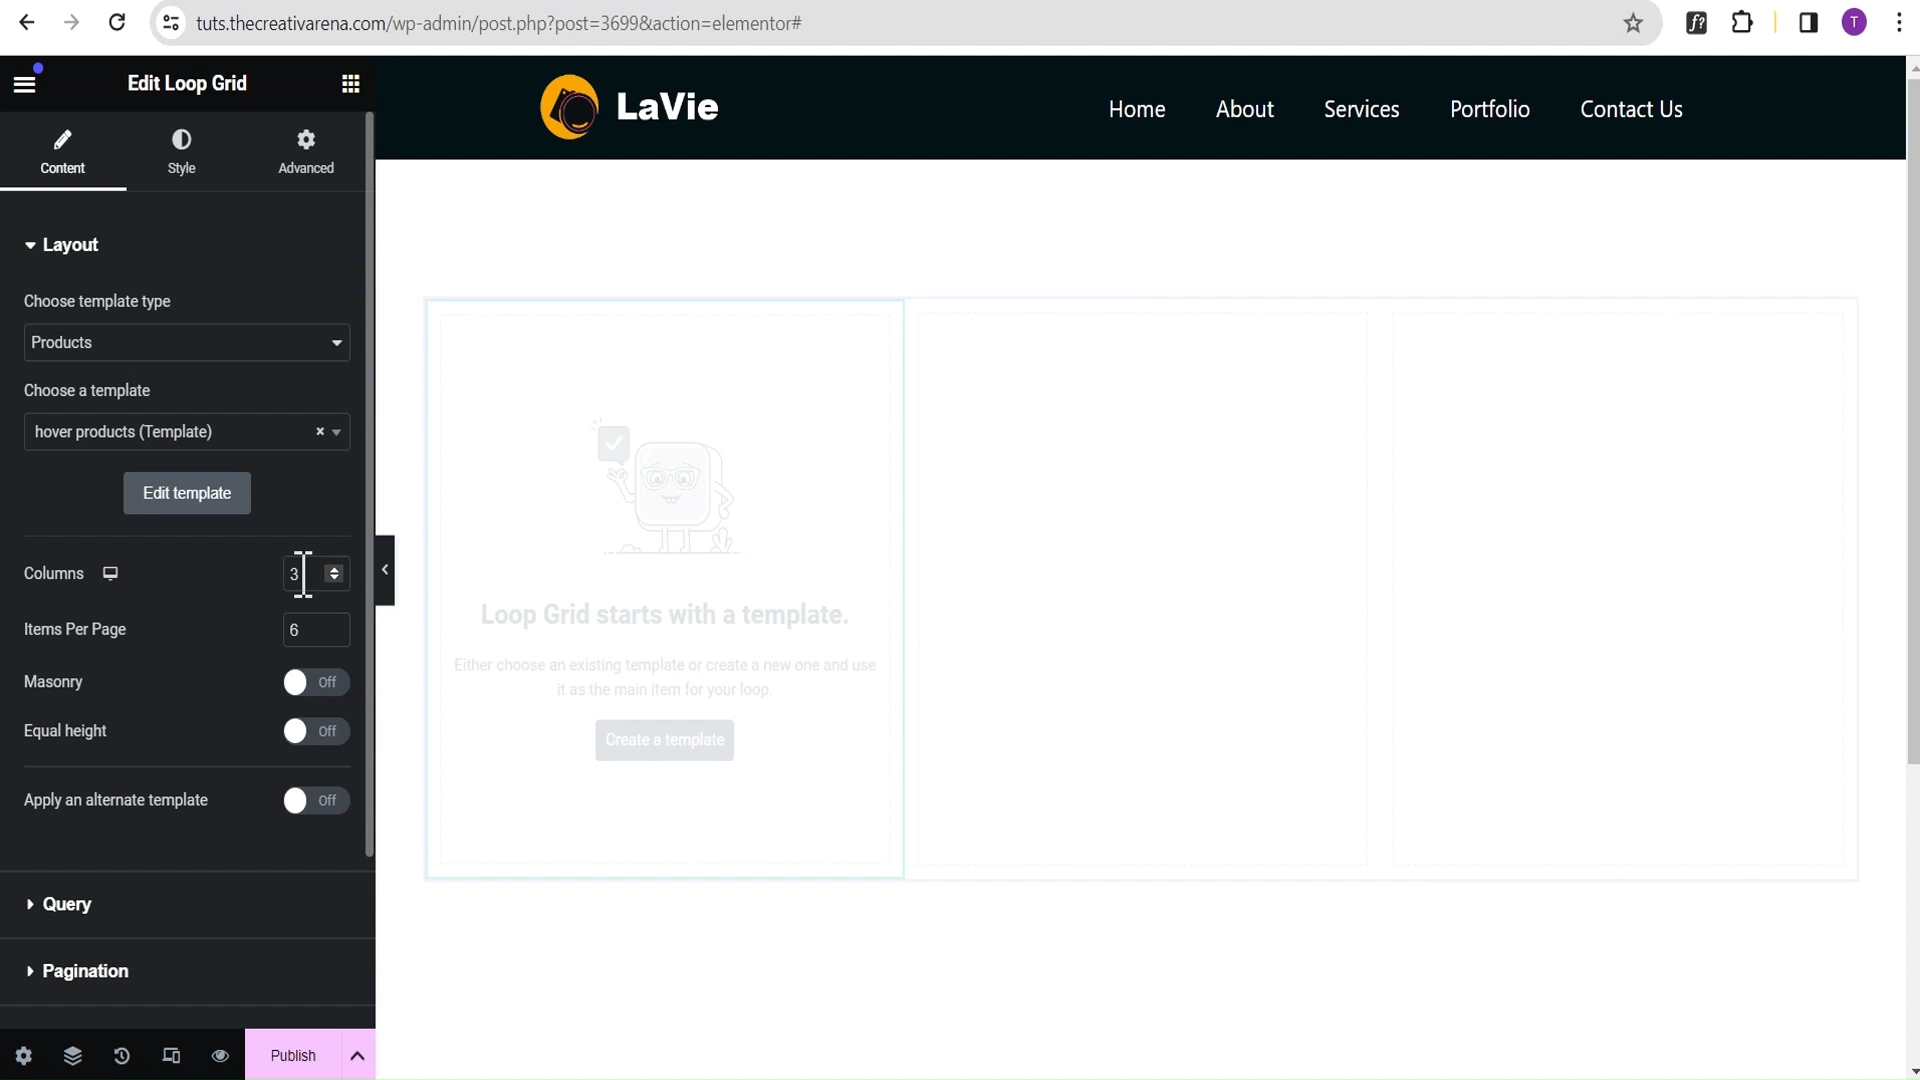 tuts.thecreativarena.com/wp-admin/post.php?post=3699&action=elementor#
f?
T
Edit Loop Grid
Content
Style
Advanced
Layout
Choose template type
Products
Choose a template
hover products (Template)
×
Edit template
Columns
3
Items Per Page
6
Masonry
Off
Equal height
Off
Apply an alternate template
Off
Query
Pagination
Publish
LaVie
Home
About
Services
Portfolio
Contact Us
Loop Grid starts with a template.
Either choose an existing template or create a new one and use
it as the main item for your loop.
Create a template